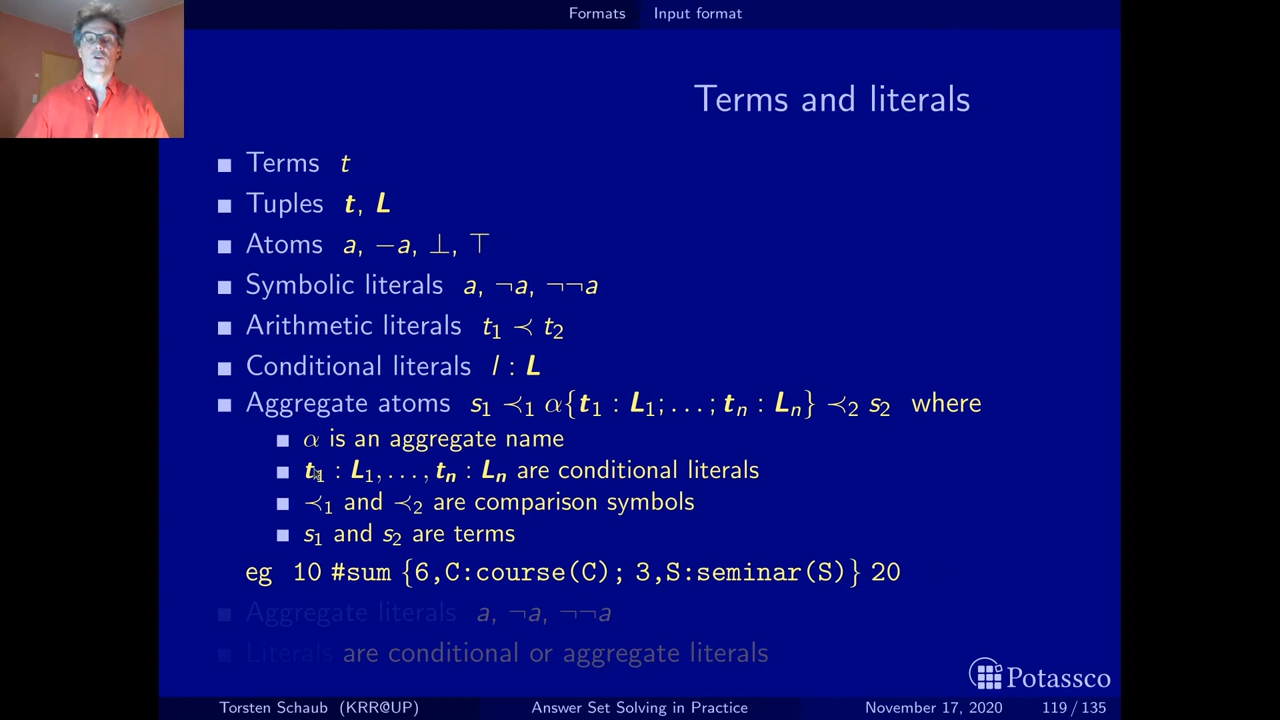 Formats Input format
Terms and literals
■ Terms t
■ Tuples t, L
■ Atoms a, −a, ⊥, ⊤
■ Symbolic literals a, ¬a, ¬¬a
■ Arithmetic literals t₁ ≺ t₂
■ Conditional literals l : L
■ Aggregate atoms s₁ ≺₁ α{t₁ : L₁; . . . ; tₙ : Lₙ} ≺₂ s₂ where
■ α is an aggregate name
■ t₁ : L₁, . . . , tₙ : Lₙ are conditional literals
■ ≺₁ and ≺₂ are comparison symbols
■ s₁ and s₂ are terms
eg 10 #sum {6,C:course(C); 3,S:seminar(S)} 20
■ Aggregate literals a, ¬a, ¬¬a
■ Literals are conditional or aggregate literals
Potassco
Torsten Schaub (KRR@UP) Answer Set Solving in Practice November 17, 2020 119 / 135